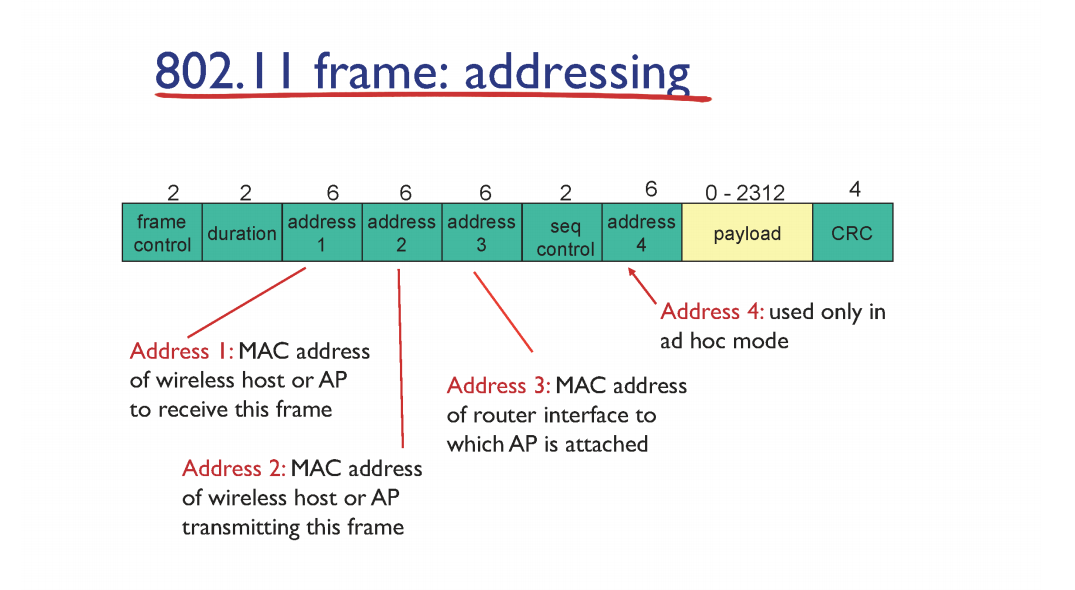 802.11 frame: addressing
2 2 6 6 6 2 6 0 - 2312 4
frame control
duration
address 1
address 2
address 3
seq control
address 4
payload
CRC
Address 4: used only in
ad hoc mode
Address 1: MAC address
of wireless host or AP
to receive this frame
Address 3: MAC address
of router interface to
which AP is attached
Address 2: MAC address
of wireless host or AP
transmitting this frame